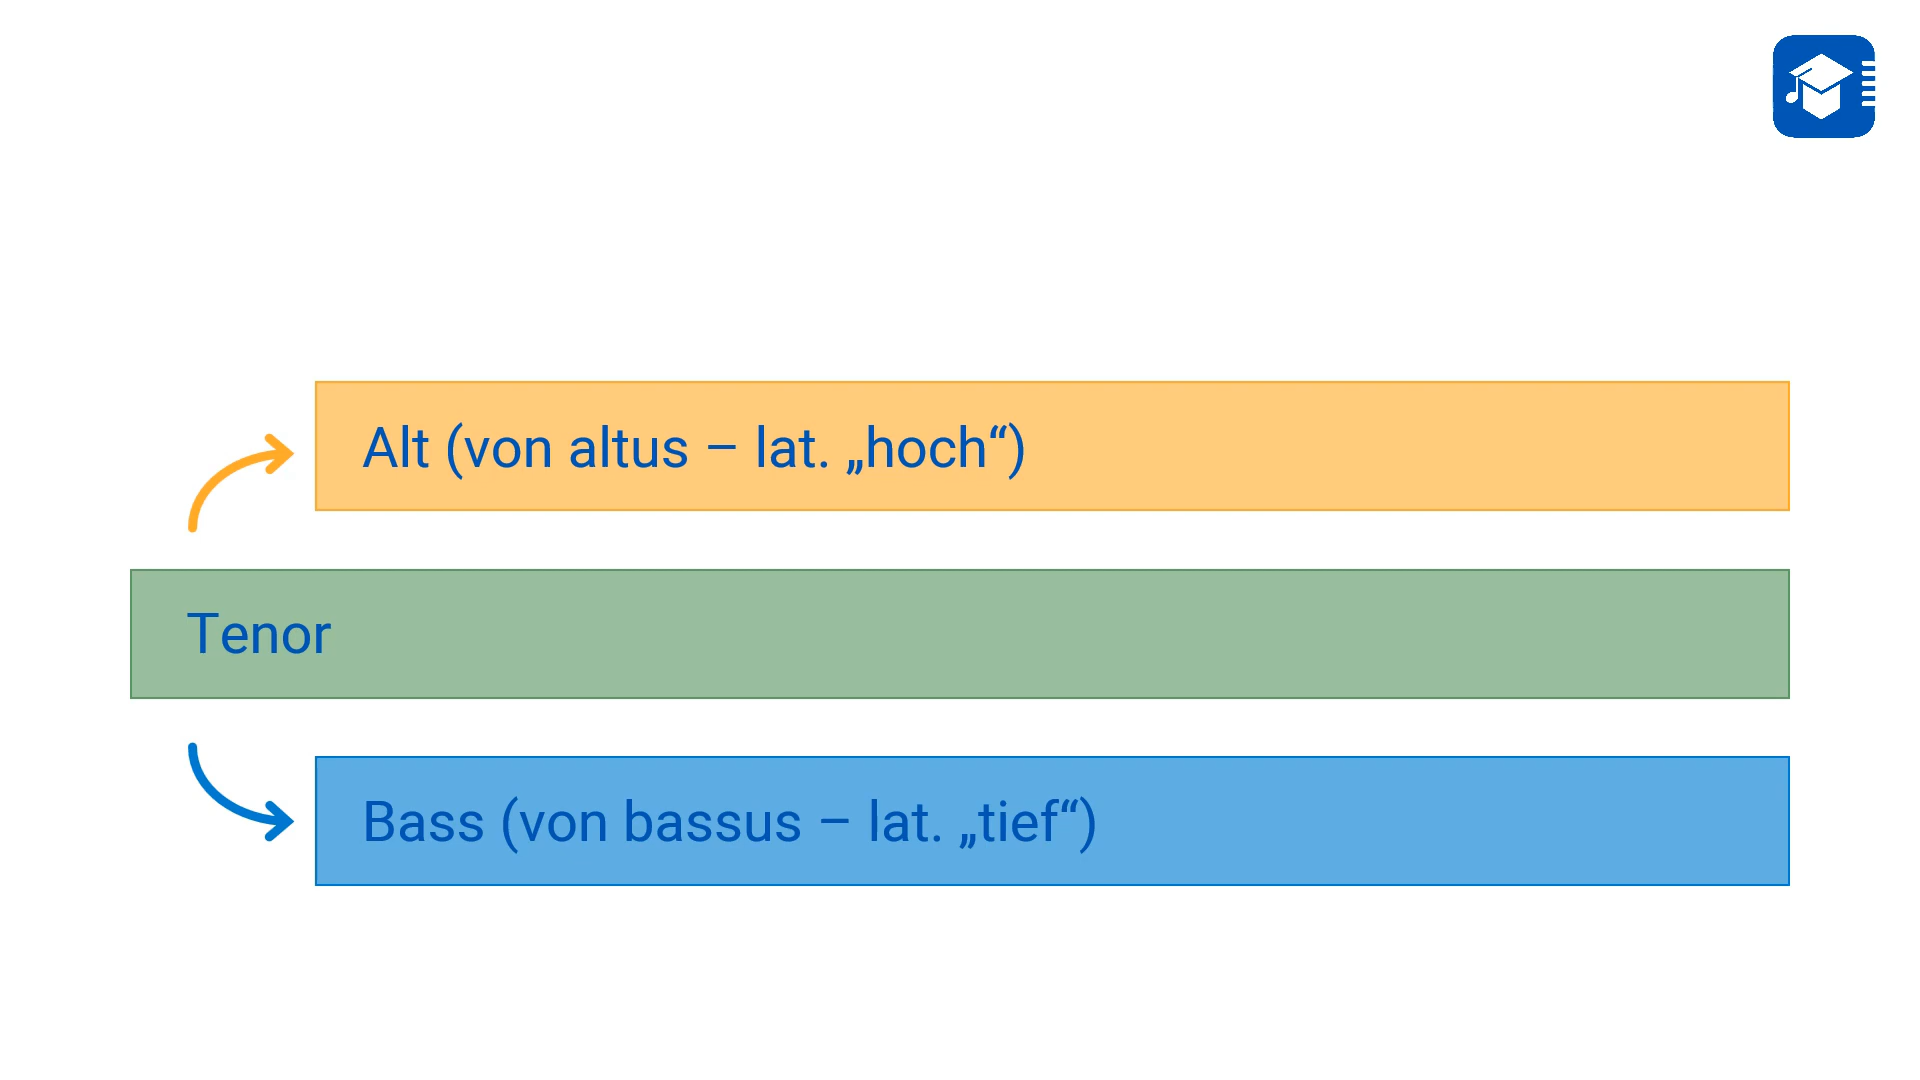 Alt (von altus – lat. „hoch“)
Tenor
Bass (von bassus – lat. „tief“)